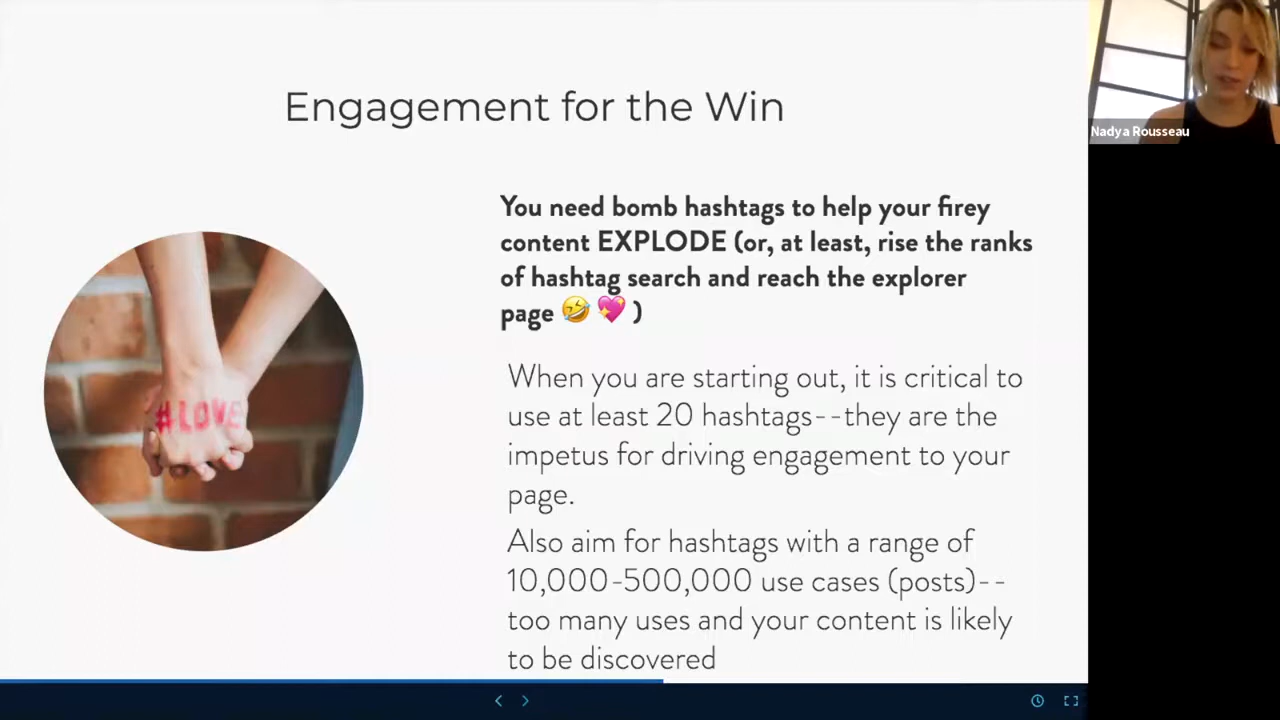 Engagement for the Win
You need bomb hashtags to help your firey
content EXPLODE (or, at least, rise the ranks
of hashtag search and reach the explorer
page 🤣 💖 )
#LOVE
When you are starting out, it is critical to
use at least 20 hashtags--they are the
impetus for driving engagement to your
page.
Also aim for hashtags with a range of
10,000-500,000 use cases (posts)--
too many uses and your content is likely
to be discovered
Nadya Rousseau